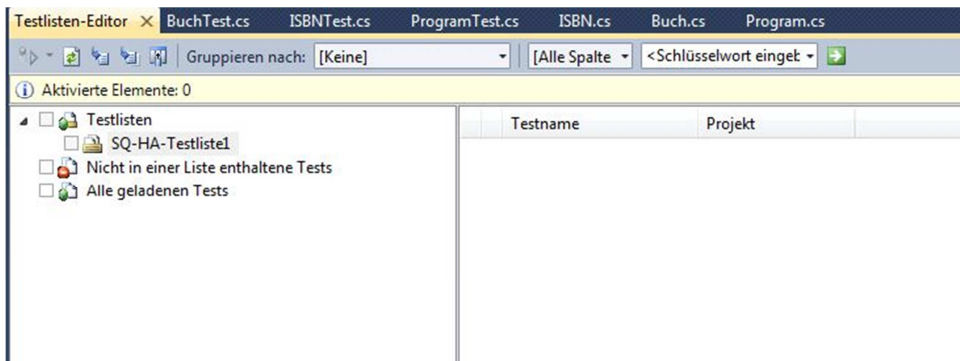 Testlisten-Editor BuchTest.cs ISBNTest.cs ProgramTest.cs ISBN.cs Buch.cs Program.cs
Gruppieren nach: [Keine] [Alle Spalte <Schlüsselwort eingeb
Aktivierte Elemente: 0
Testlisten
SQ-HA-Testliste1
Nicht in einer Liste enthaltene Tests
Alle geladenen Tests
Testname Projekt